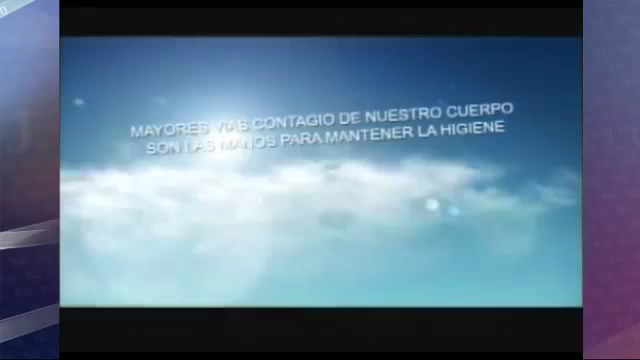 MAYORES VIAS CONTAGIO DE NUESTRO CUERPO
SON LAS MANOS PARA MANTENER LA HIGIENE